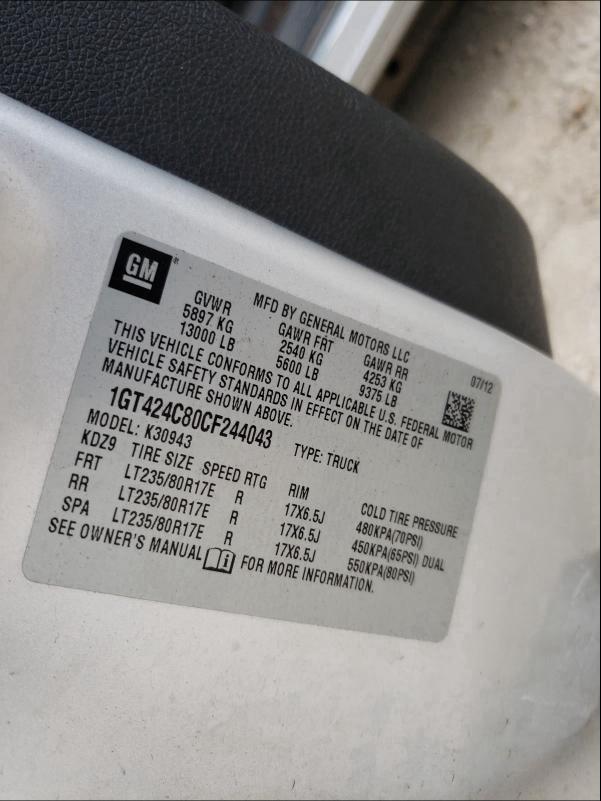 GM®
MFD BY GENERAL MOTORS LLC 07/12
GVWR GAWR FRT GAWR RR
5897 KG 2540 KG 4253 KG
13000 LB 5600 LB 9375 LB
THIS VEHICLE CONFORMS TO ALL APPLICABLE U.S. FEDERAL MOTOR
VEHICLE SAFETY STANDARDS IN EFFECT ON THE DATE OF
MANUFACTURE SHOWN ABOVE.
1GT424C80CF244043 TYPE: TRUCK
MODEL: K30943
KDZ9 TIRE SIZE SPEED RTG RIM COLD TIRE PRESSURE
FRT LT235/80R17E R 17X6.5J 480KPA(70PSI)
RR LT235/80R17E R 17X6.5J 450KPA(65PSI) DUAL
SPA LT235/80R17E R 17X6.5J 550KPA(80PSI)
SEE OWNER'S MANUAL FOR MORE INFORMATION.